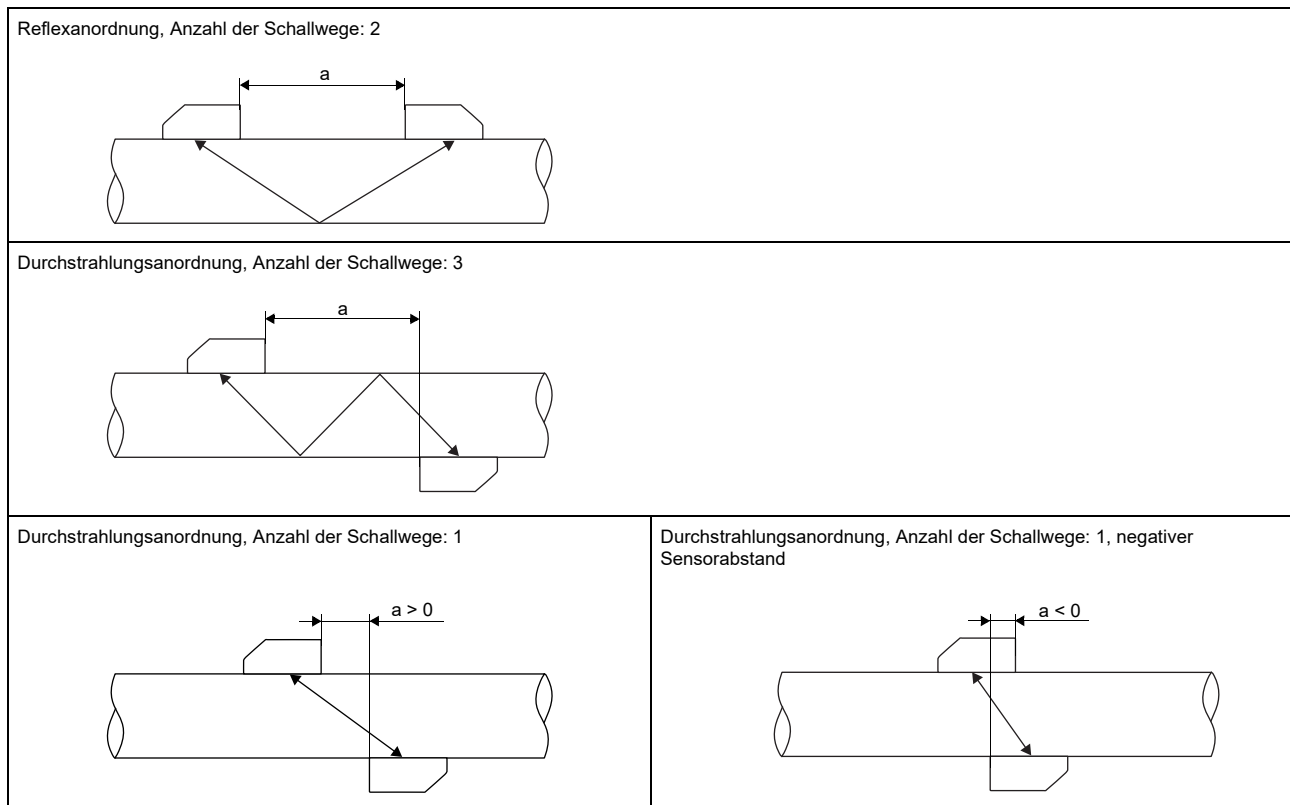 Reflexanordnung, Anzahl der Schallwege: 2
a
Durchstrahlungsanordnung, Anzahl der Schallwege: 3
a
Durchstrahlungsanordnung, Anzahl der Schallwege: 1
a > 0
Durchstrahlungsanordnung, Anzahl der Schallwege: 1, negativer
Sensorabstand
a < 0